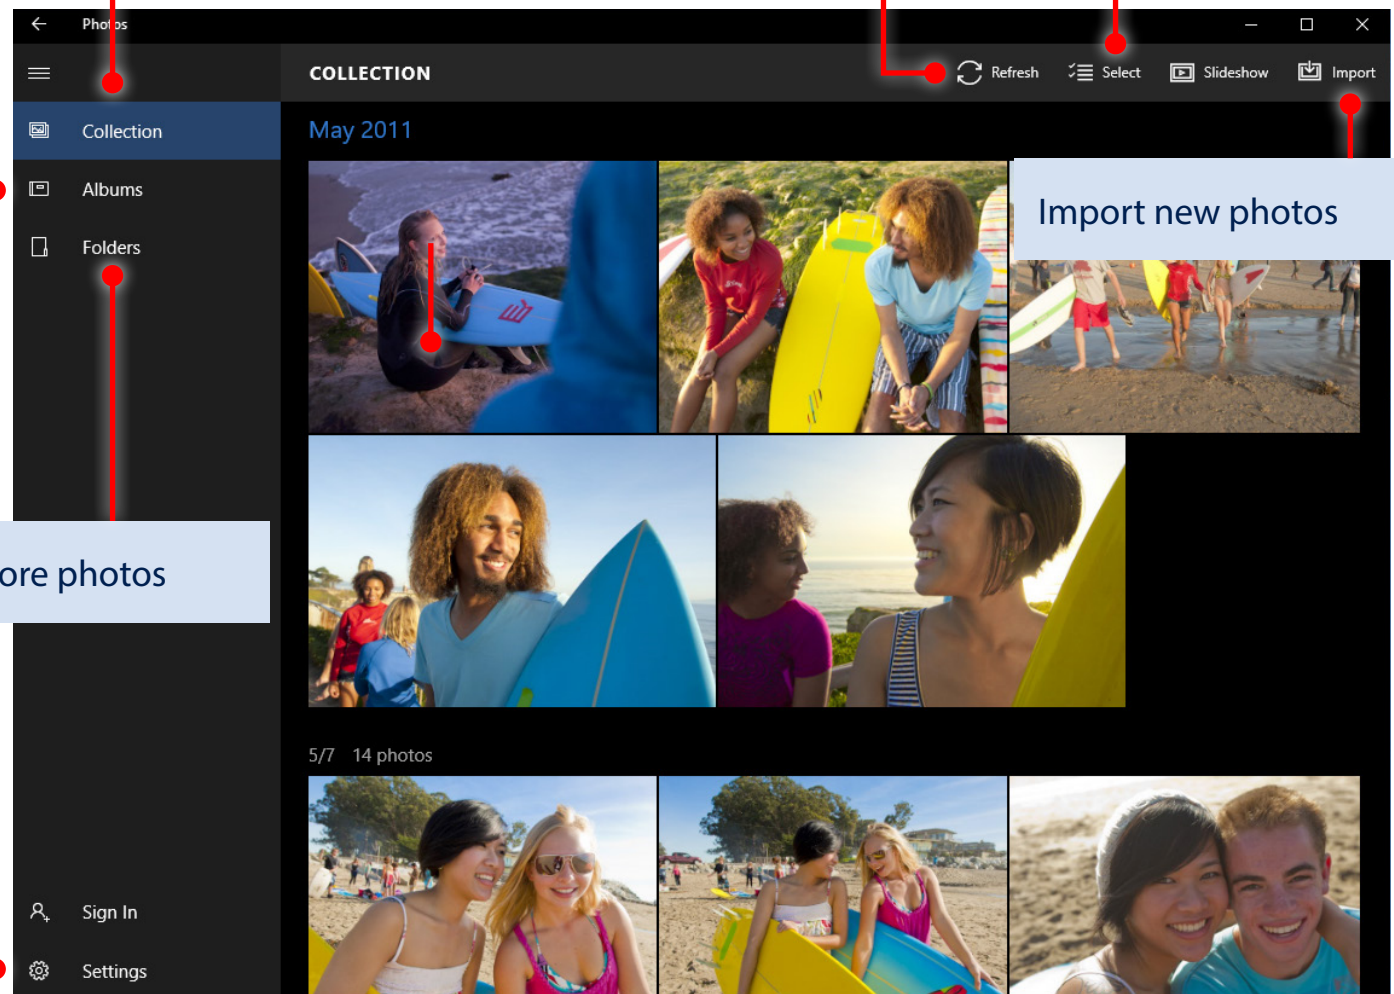 Photos
COLLECTION
Refresh
Select
Slideshow
Import
Collection
May 2011
Albums
Import new photos
Folders
ore photos
5/7 14 photos
Sign In
Settings